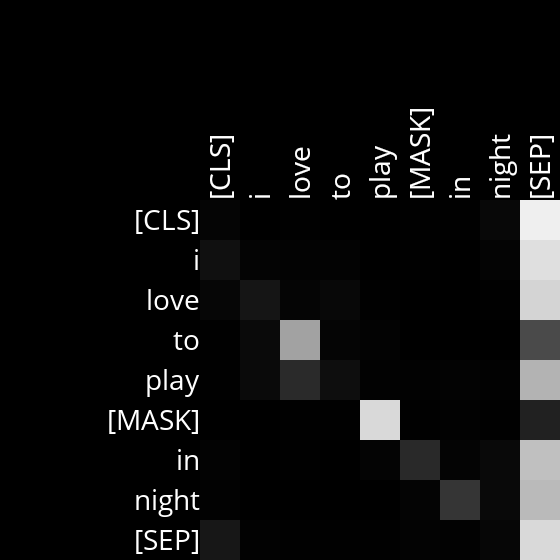 [CLS]
i
love
to
play
[MASK]
in
night
[SEP]
[CLS]
i
love
to
play
[MASK]
in
night
[SEP]